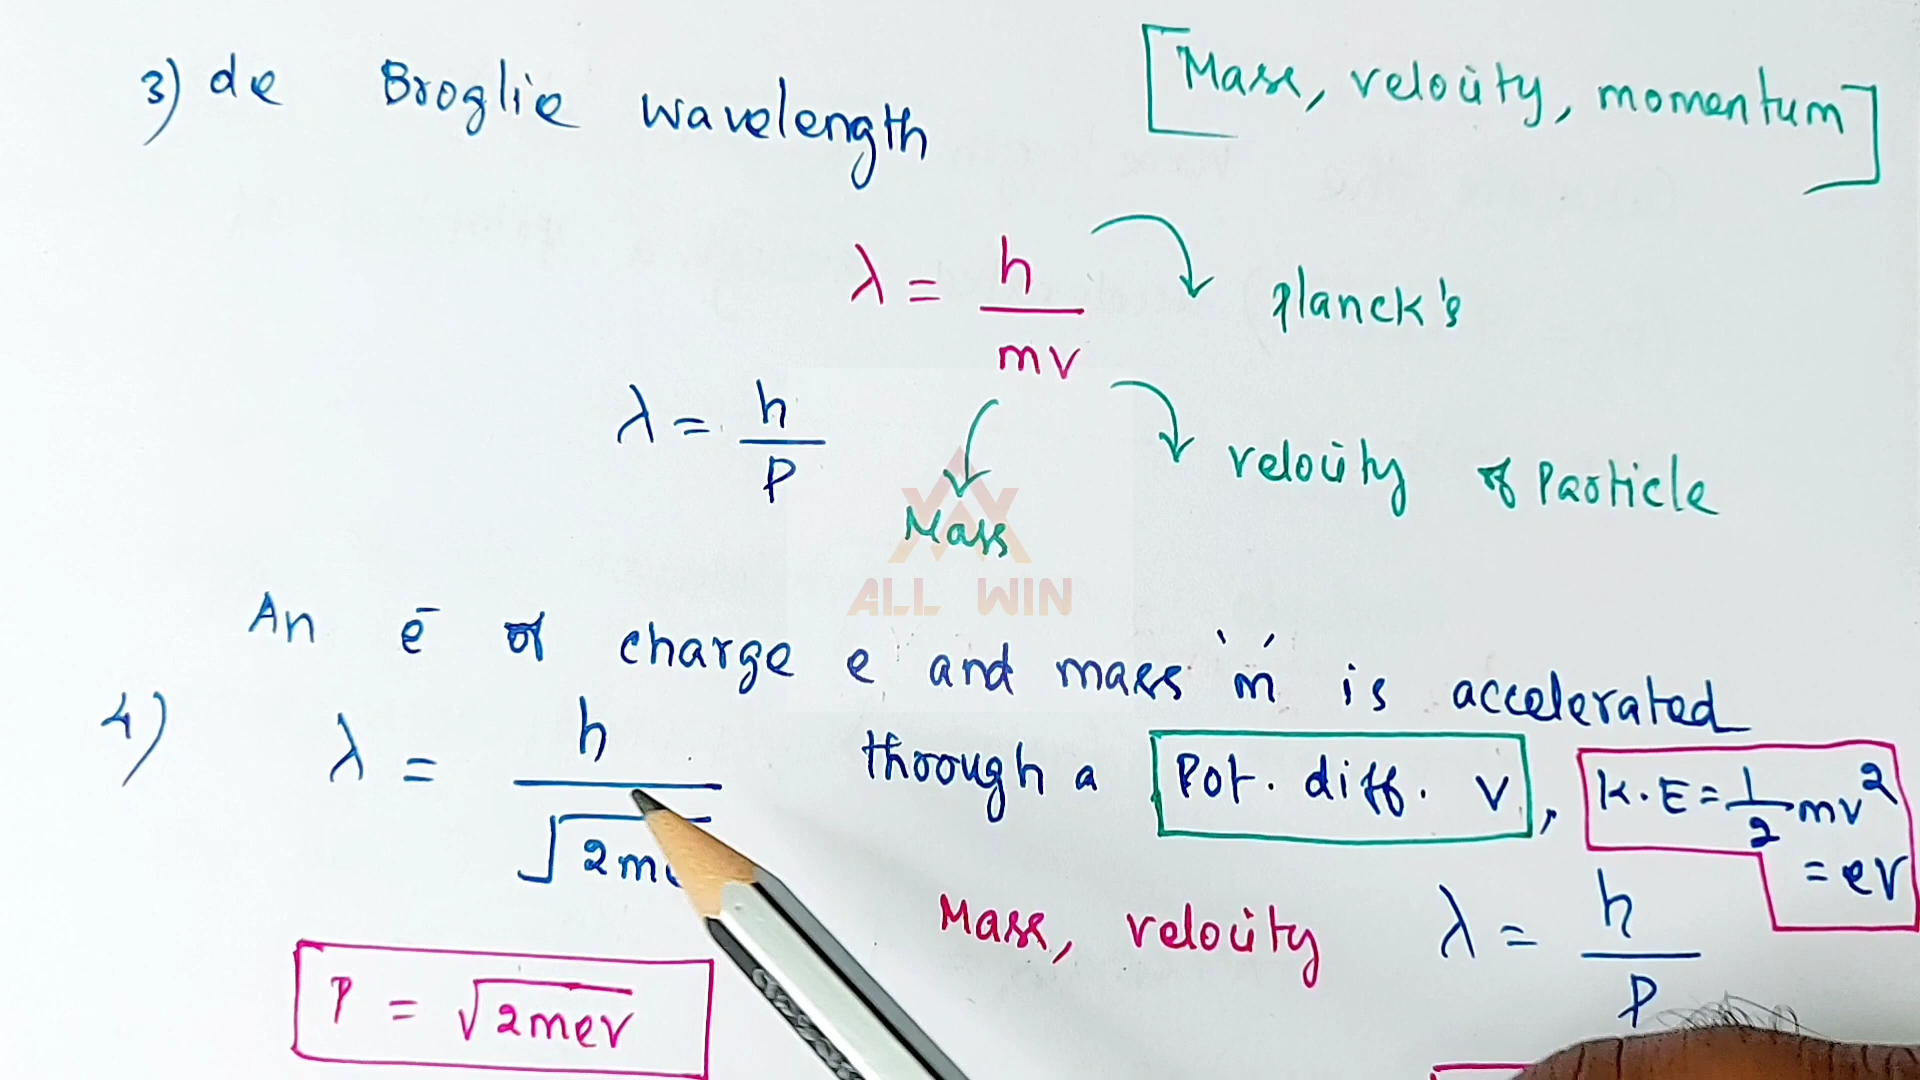 3) de Broglie wavelength [Mass, velocity, momentum]
λ = h / mv
planck's
λ = h / P
velocity of Particle
Mass
ALL WIN
An e⁻ of charge e and mass 'm' is accelerated
4) λ = h / √2m
through a Pot. diff. V, K.E = 1/2 mv²
= eV
Mass, velocity λ = h / P
P = √2meV